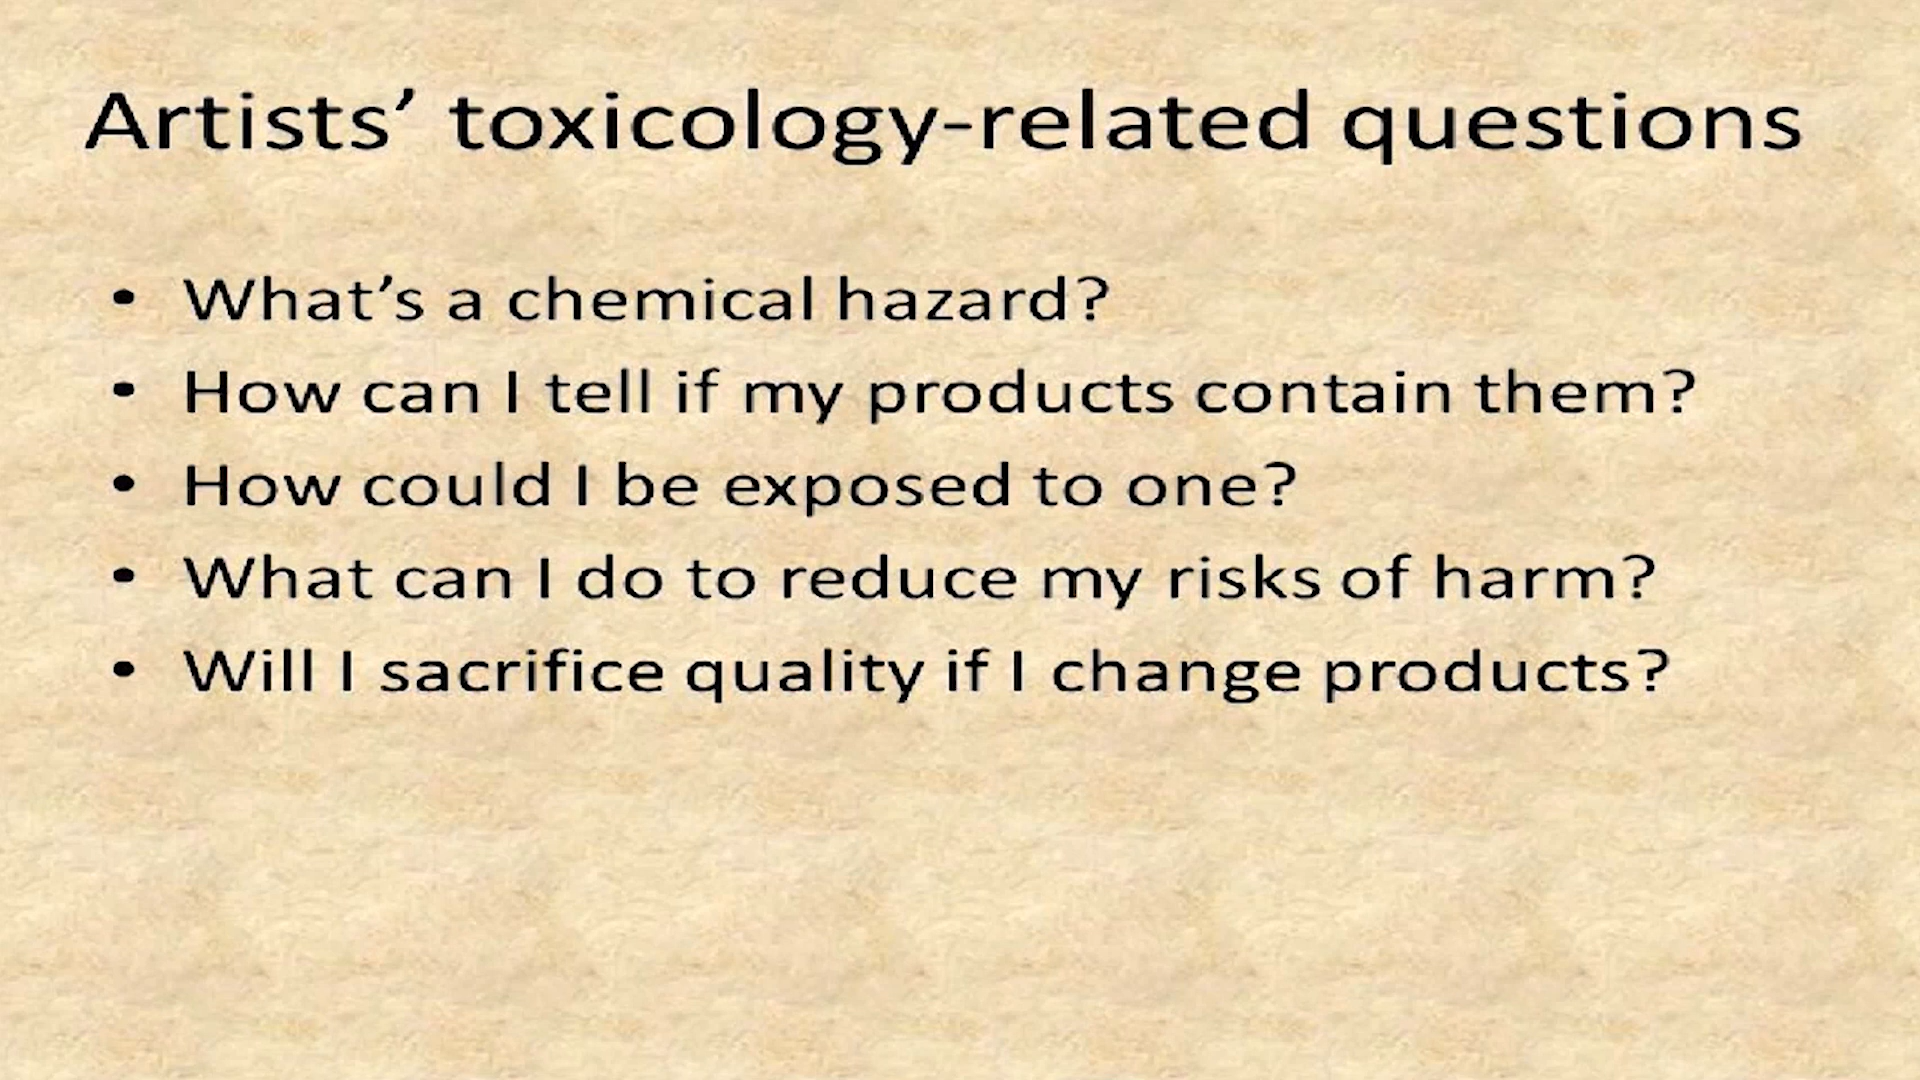 Artists’ toxicology-related questions
• What’s a chemical hazard?
• How can I tell if my products contain them?
• How could I be exposed to one?
• What can I do to reduce my risks of harm?
• Will I sacrifice quality if I change products?